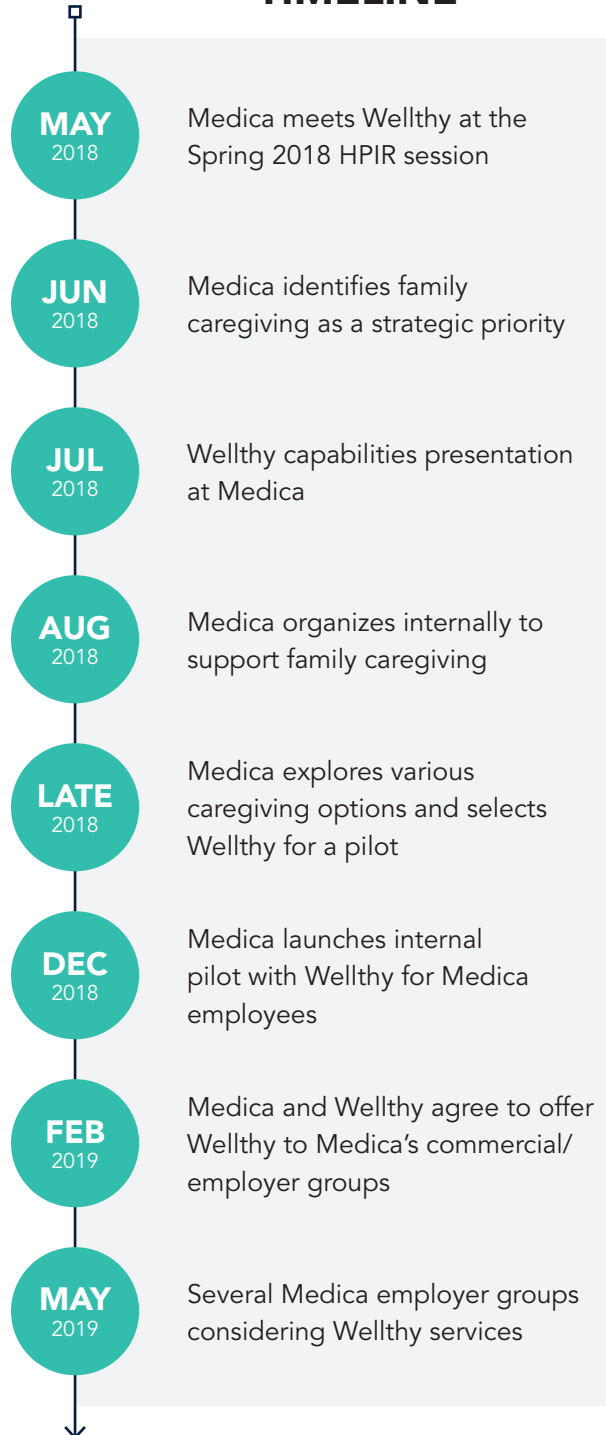 TIMELINE
MAY
2018
Medica meets Wellthy at the
Spring 2018 HPIR session
JUN
2018
Medica identifies family
caregiving as a strategic priority
JUL
2018
Wellthy capabilities presentation
at Medica
AUG
2018
Medica organizes internally to
support family caregiving
LATE
2018
Medica explores various
caregiving options and selects
Wellthy for a pilot
DEC
2018
Medica launches internal
pilot with Wellthy for Medica
employees
FEB
2019
Medica and Wellthy agree to offer
Wellthy to Medica’s commercial/
employer groups
MAY
2019
Several Medica employer groups
considering Wellthy services